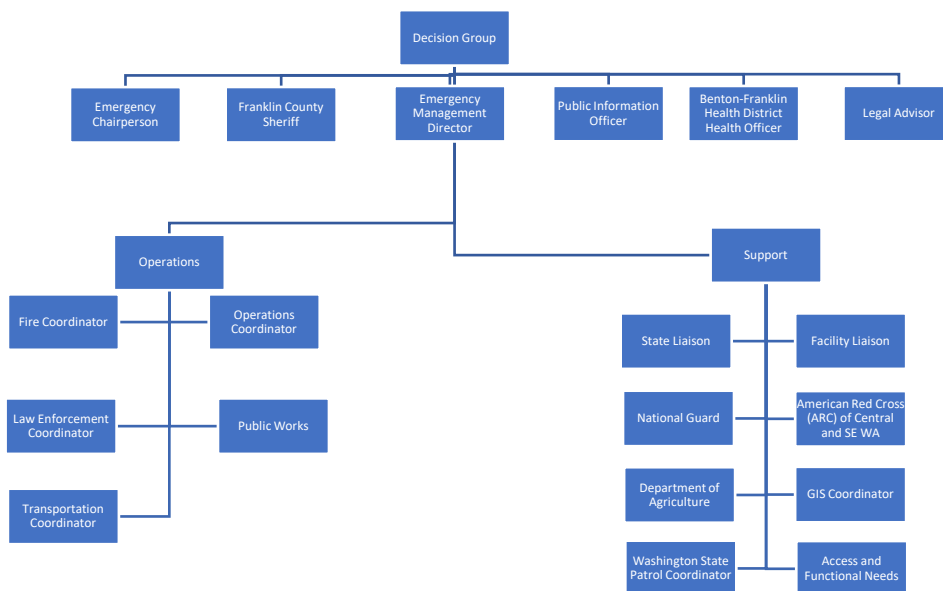 Decision Group
Emergency
Chairperson
Franklin County
Sheriff
Emergency
Management
Director
Public Information
Officer
Benton-Franklin
Health District
Health Officer
Legal Advisor
Operations
Support
Fire Coordinator
Operations
Coordinator
State Liaison
Facility Liaison
Law Enforcement
Coordinator
Public Works
National Guard
American Red Cross
(ARC) of Central
and SE WA
Transportation
Coordinator
Department of
Agriculture
GIS Coordinator
Washington State
Patrol Coordinator
Access and
Functional Needs